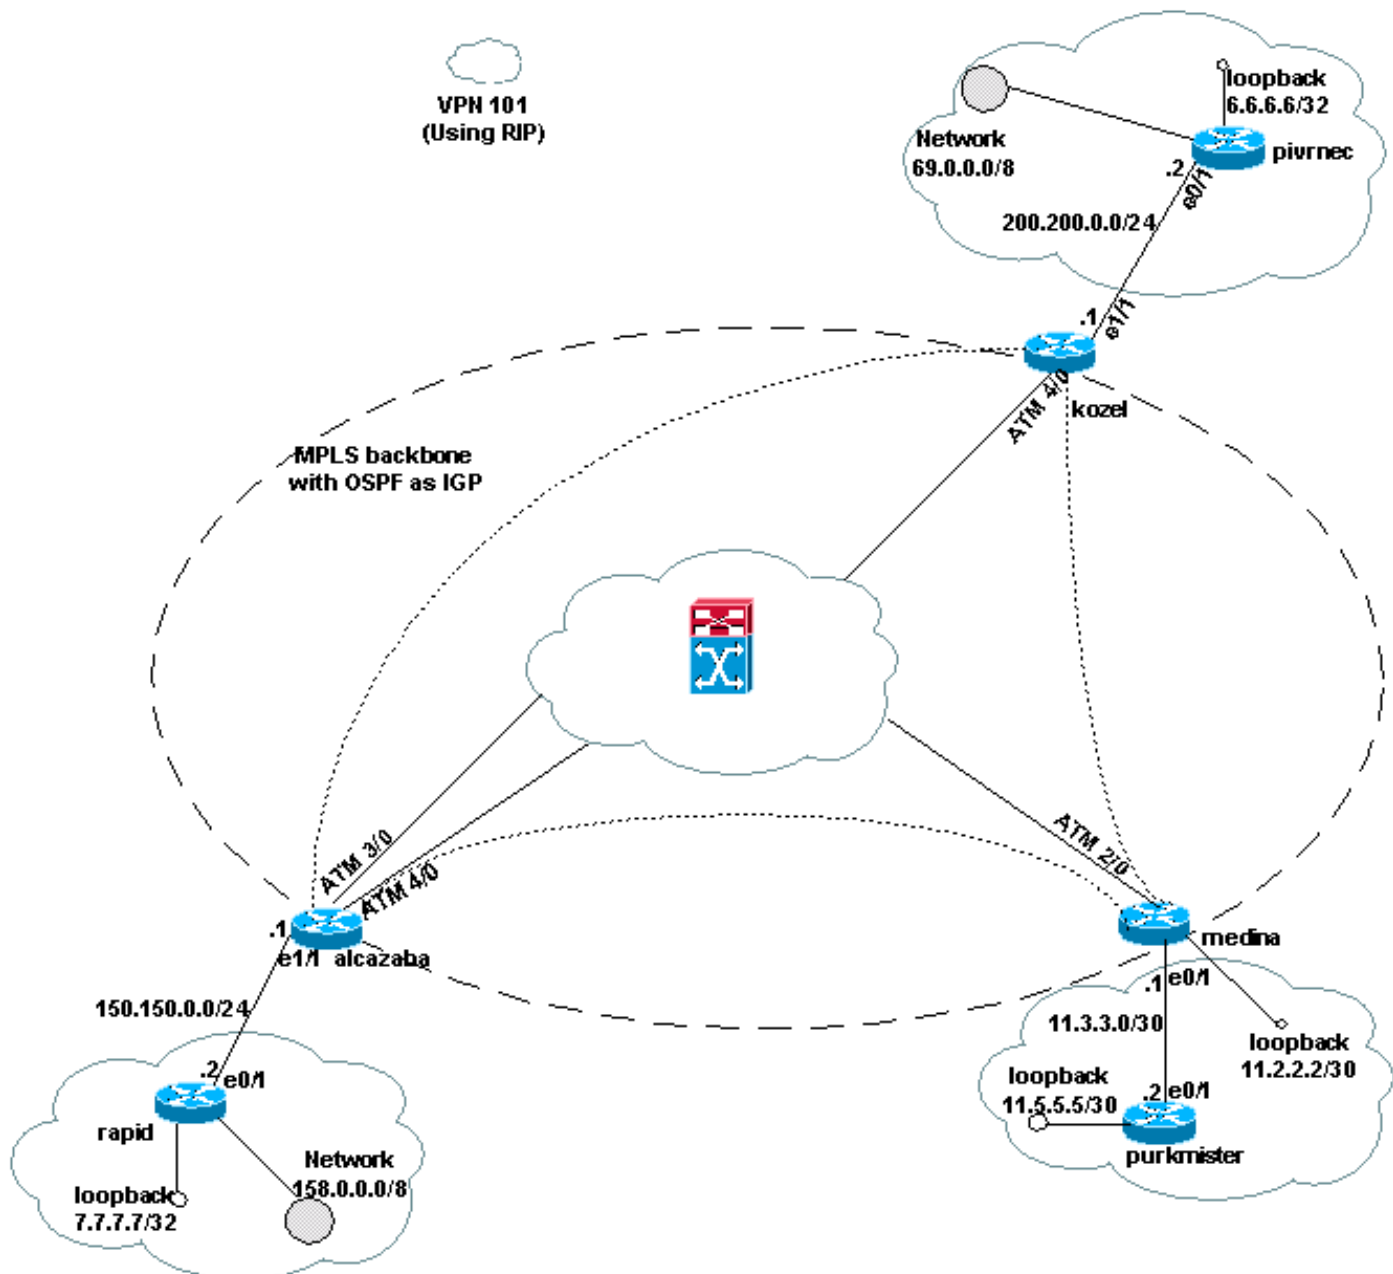 VPN 101
(Using RIP)
loopback
6.6.6.6/32
Network
69.0.0.0/8
pivrnec
.2
e0/1
200.200.0.0/24
.1
e1/1
kozel
ATM 4/0
MPLS backbone
with OSPF as IGP
ATM 3/0
ATM 4/0
ATM 2/0
.1
e1/1 alcazaba
medina
150.150.0.0/24
.1
e0/1
11.3.3.0/30
loopback
11.2.2.2/30
.2
e0/1
rapid
loopback
11.5.5.5/30
.2
e0/1
purkmister
Network
158.0.0.0/8
loopback
7.7.7.7/32